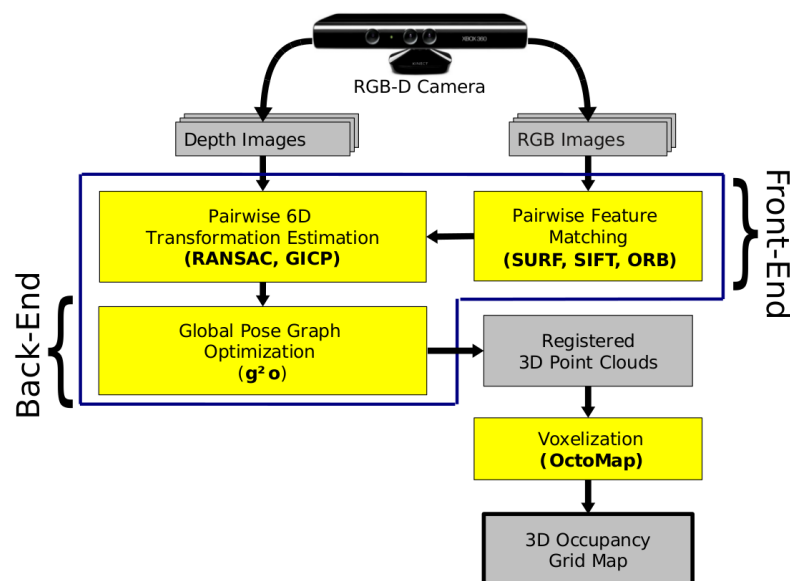 XBOX 360
KINECT
RGB-D Camera
Depth Images
RGB Images
Pairwise 6D
Transformation Estimation
(RANSAC, GICP)
Pairwise Feature
Matching
(SURF, SIFT, ORB)
Front-End
Back-End
Global Pose Graph
Optimization
(g²o)
Registered
3D Point Clouds
Voxelization
(OctoMap)
3D Occupancy
Grid Map